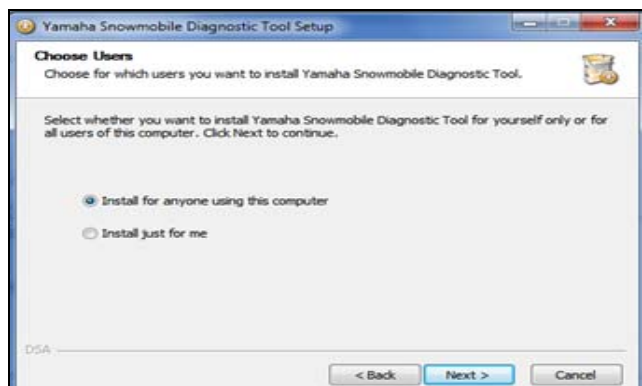 Yamaha Snowmobile Diagnostic Tool Setup
Choose Users
Choose for which users you want to install Yamaha Snowmobile Diagnostic Tool.
Select whether you want to install Yamaha Snowmobile Diagnostic Tool for yourself only or for
all users of this computer. Click Next to continue.
Install for anyone using this computer
Install just for me
DSA
< Back Next > Cancel